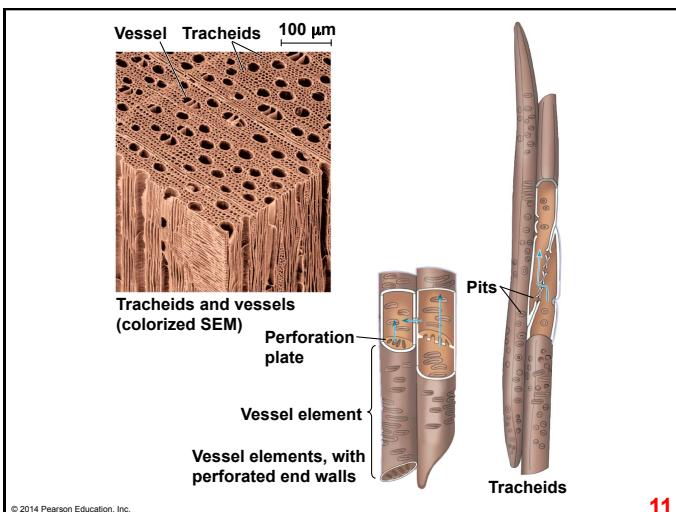 Vessel Tracheids 100 μm
Tracheids and vessels
(colorized SEM)
Pits
Perforation
plate
Vessel element
Vessel elements, with
perforated end walls
Tracheids
© 2014 Pearson Education, Inc.
11